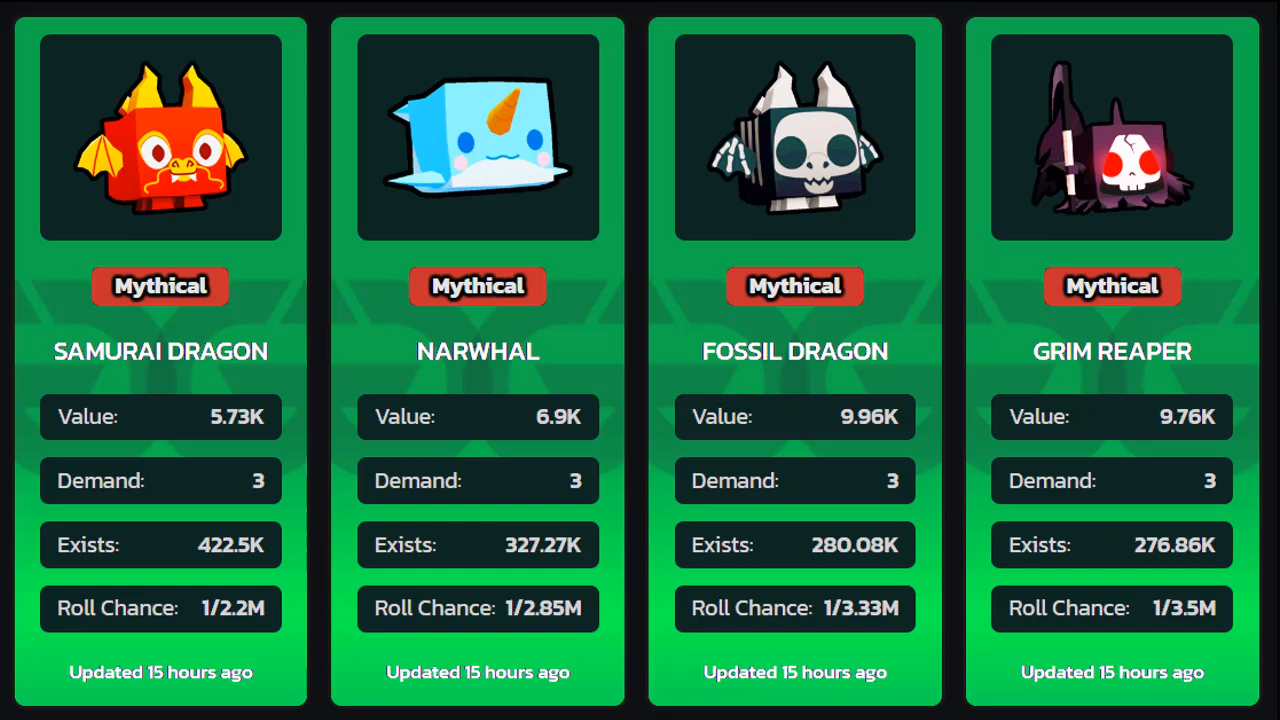 Mythical
SAMURAI DRAGON
Value: 5.73K
Demand: 3
Exists: 422.5K
Roll Chance: 1/2.2M
Updated 15 hours ago
Mythical
NARWHAL
Value: 6.9K
Demand: 3
Exists: 327.27K
Roll Chance: 1/2.85M
Updated 15 hours ago
Mythical
FOSSIL DRAGON
Value: 9.96K
Demand: 3
Exists: 280.08K
Roll Chance: 1/3.33M
Updated 15 hours ago
Mythical
GRIM REAPER
Value: 9.76K
Demand: 3
Exists: 276.86K
Roll Chance: 1/3.5M
Updated 15 hours ago